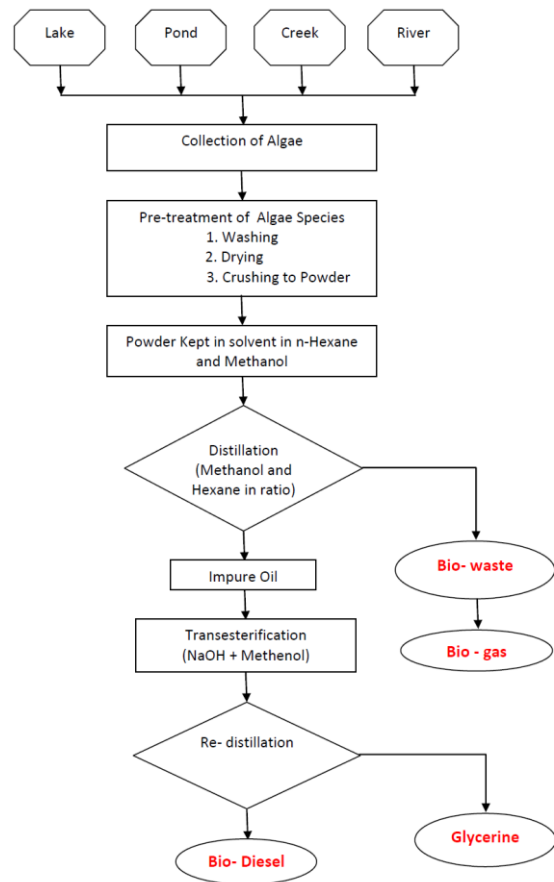 Lake
Pond
Creek
River
Collection of Algae
Pre-treatment of Algae Species
1. Washing
2. Drying
3. Crushing to Powder
Powder Kept in solvent in n-Hexane
and Methanol
Distillation
(Methanol and
Hexane in ratio)
Bio- waste
Impure Oil
Bio - gas
Transesterification
(NaOH + Methenol)
Re- distillation
Glycerine
Bio- Diesel